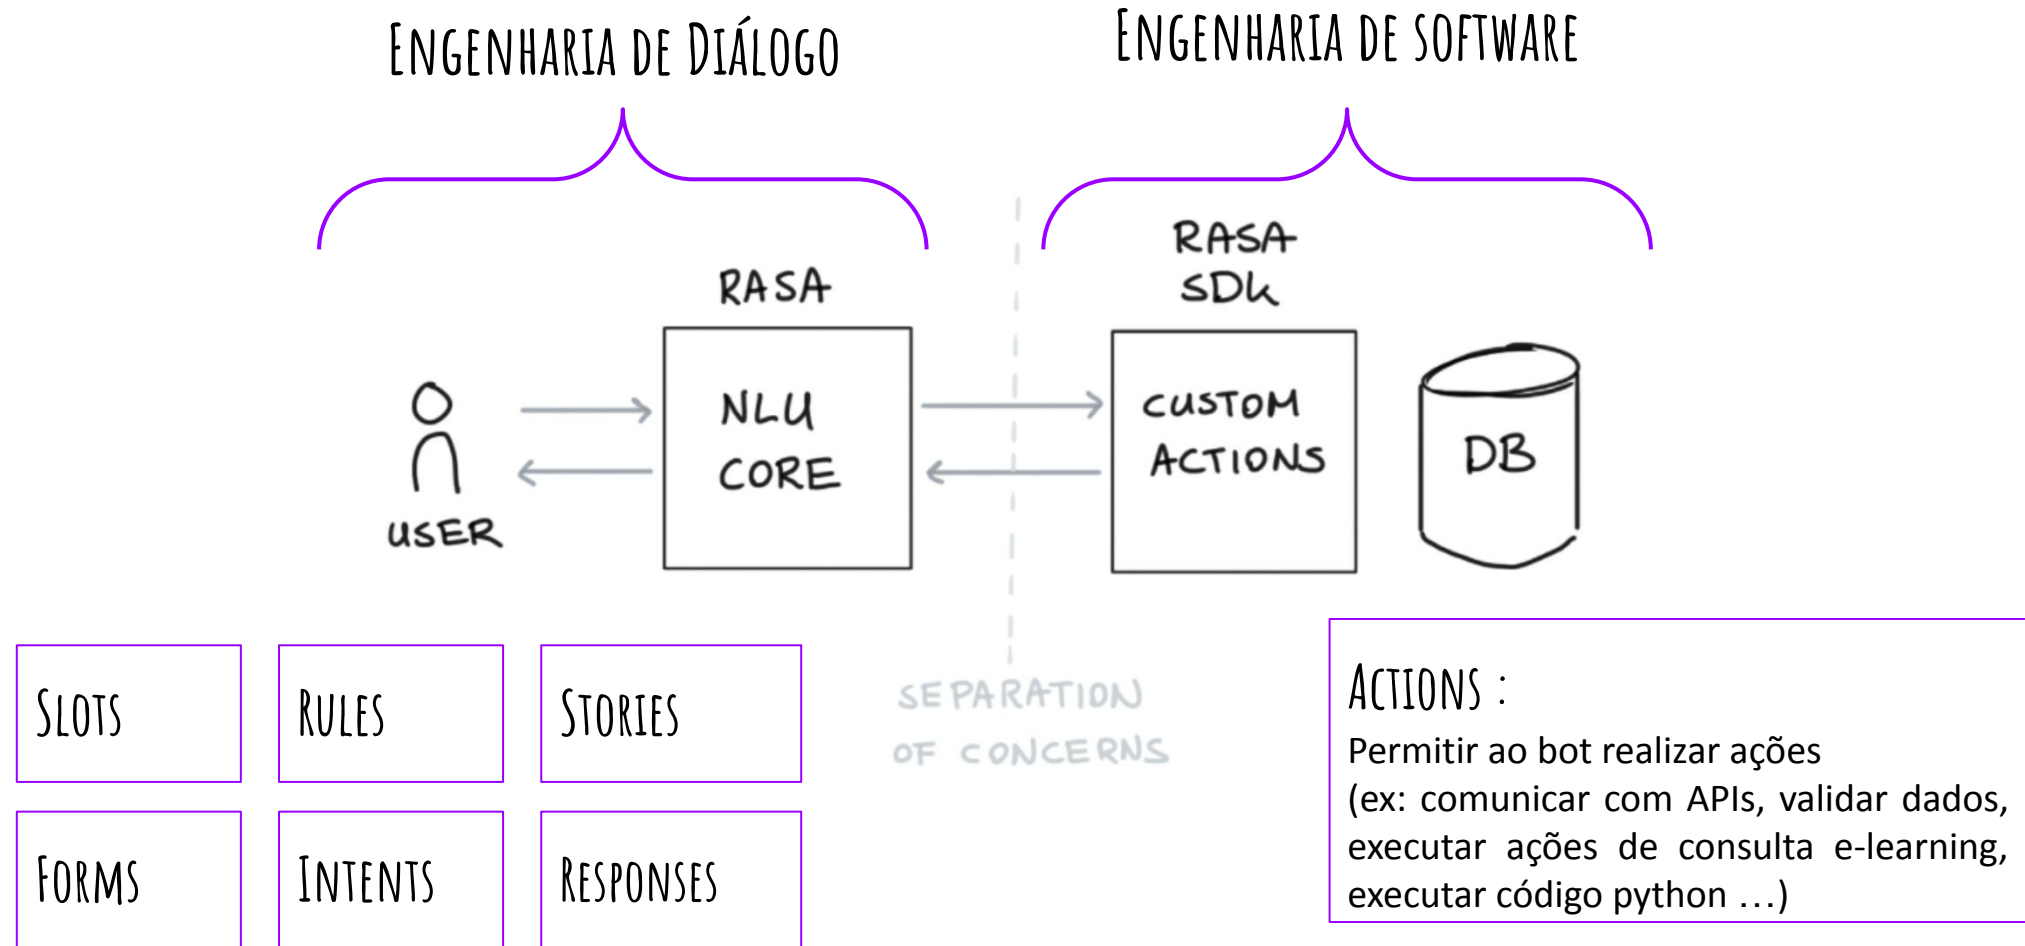 Engenharia de Diálogo
Engenharia de software
RASA
RASA
SDK
USER
NLU
CORE
CUSTOM
ACTIONS
DB
SEPARATION
OF CONCERNS
Slots
Rules
Stories
Forms
Intents
Responses
Actions :
Permitir ao bot realizar ações
(ex: comunicar com APIs, validar dados,
executar ações de consulta e-learning,
executar código python ...)